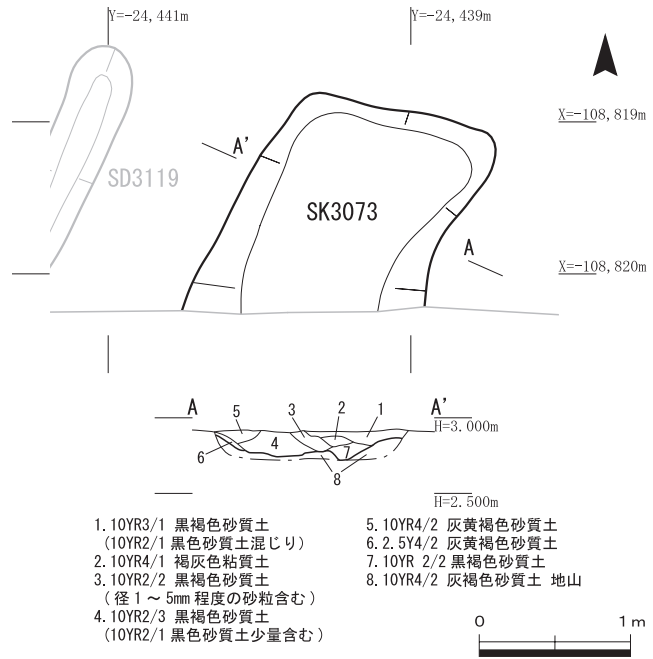 Y=-24,441m
Y=-24,439m
X=-108,819m
A'
SD3119
SK3073
A
X=-108,820m
A
A'
5
3
2
1
H=3.000m
4
6
7
8
H=2.500m
1.10YR3/1 黒褐色砂質土
(10YR2/1 黒色砂質土混じり)
2.10YR4/1 褐灰色粘質土
3.10YR2/2 黒褐色砂質土
(径1～5mm程度の砂粒含む)
4.10YR2/3 黒褐色砂質土
(10YR2/1 黒色砂質土少量含む)
5.10YR4/2 灰黄褐色砂質土
6.2.5Y4/2 灰黄褐色砂質土
7.10YR 2/2 黒褐色砂質土
8.10YR4/2 灰褐色砂質土 地山
0
1m